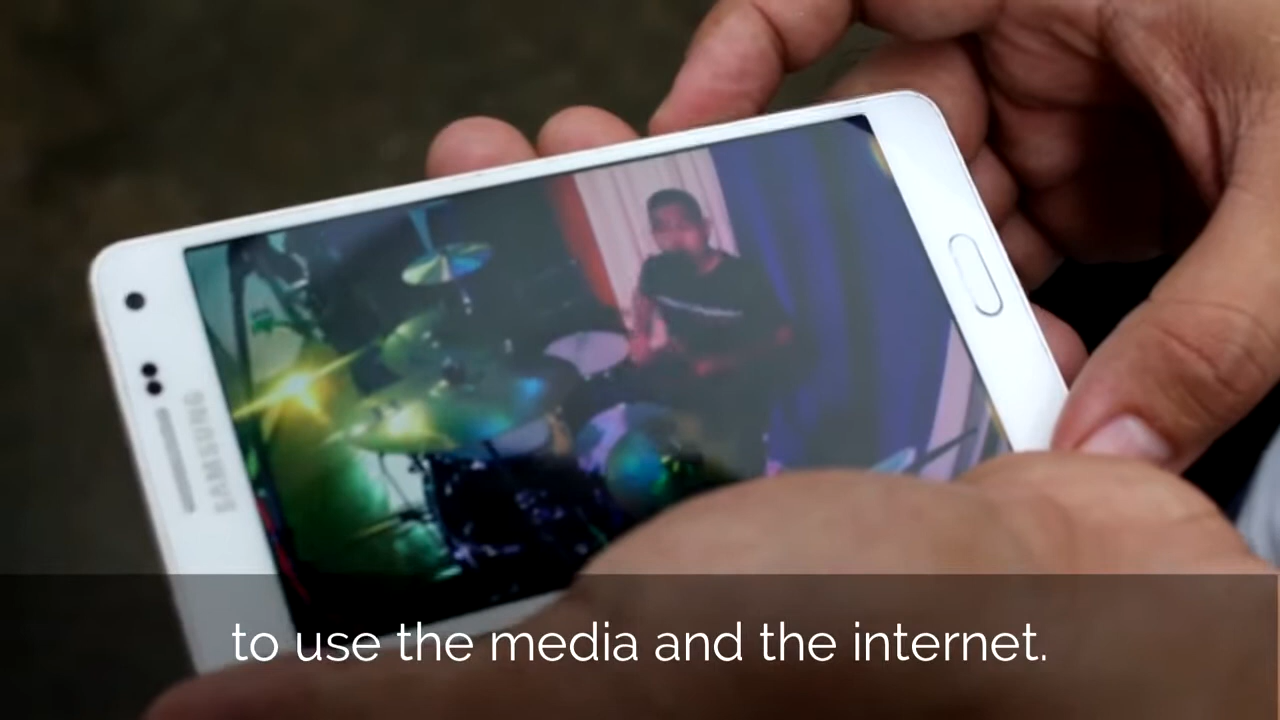 SAMSUNG
to use the media and the internet.